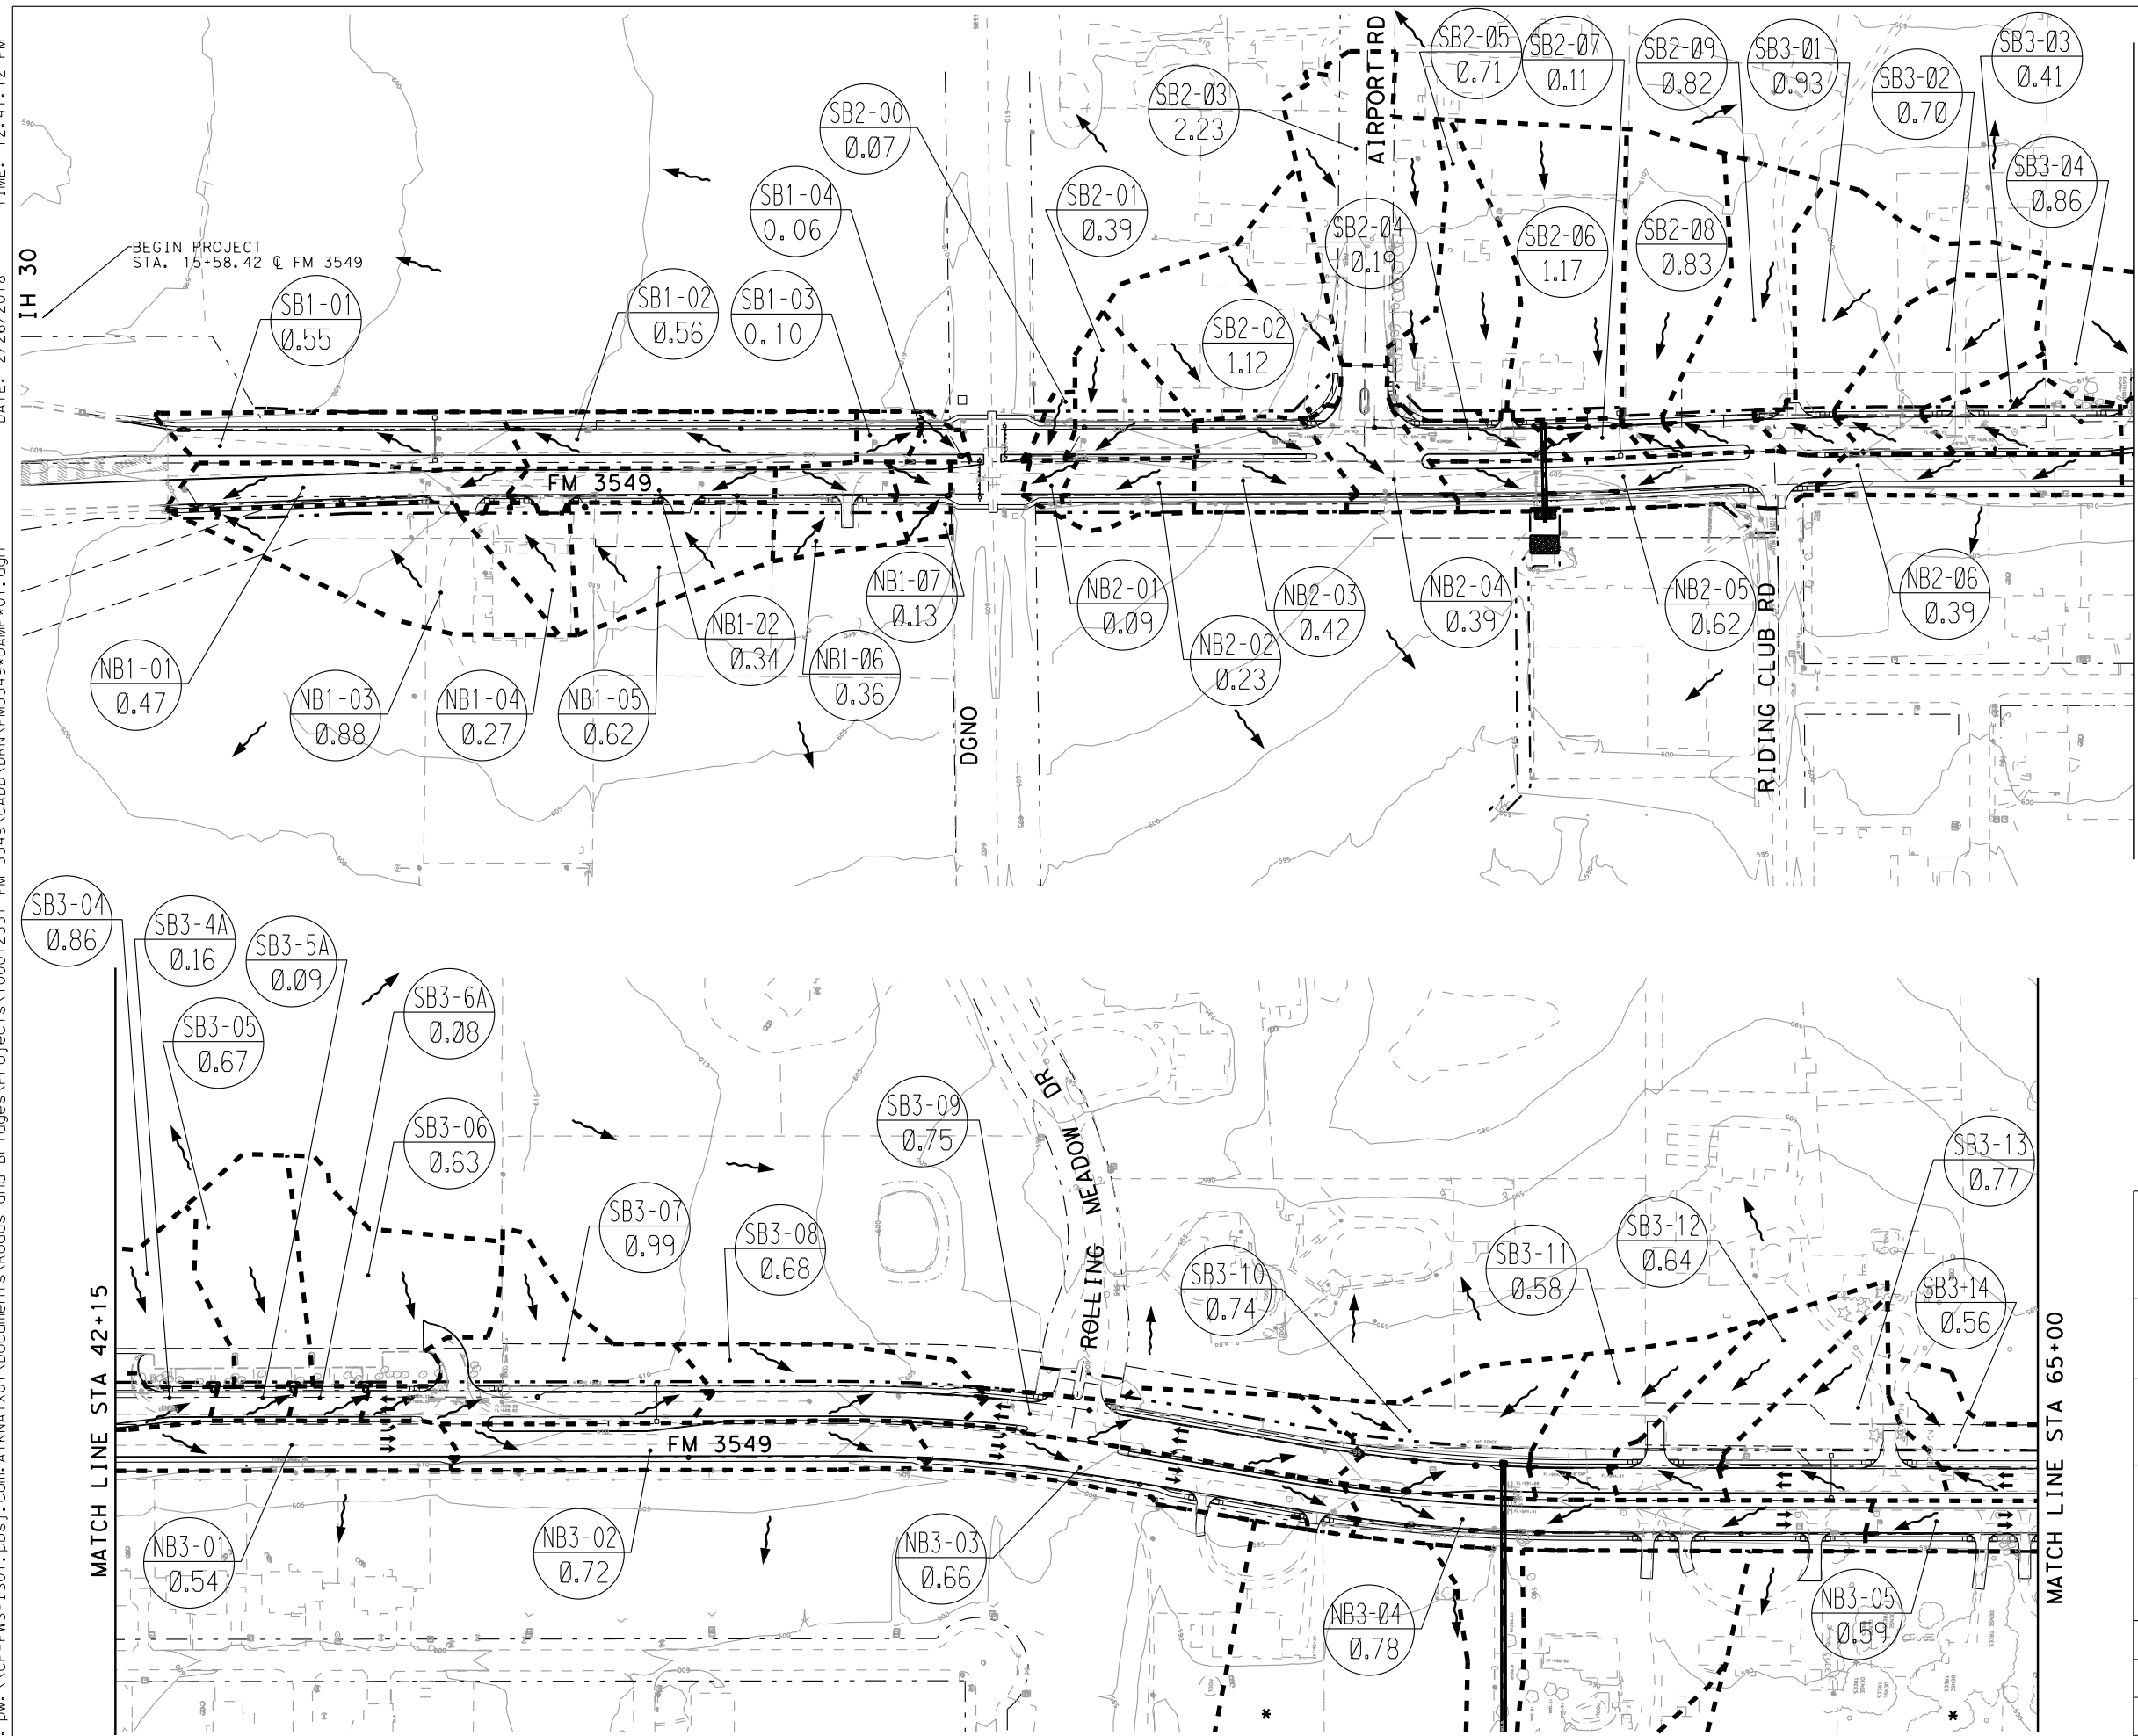 DATE: 2/26/2018 TIME: 12:41:12 PM
SB2-00
0.07
SB2-03
2.23
AIRPORT RD
SB2-05
0.71
SB2-07
0.11
SB2-09
0.82
SB3-01
0.93
SB3-02
0.70
SB3-03
0.41
SB3-04
0.86
SB1-04
0.06
SB2-01
0.39
SB2-04
0.19
SB2-06
1.17
SB2-08
0.83
IH 30
BEGIN PROJECT
STA. 15+58.42 ℄ FM 3549
SB1-01
0.55
SB1-02
0.56
SB1-03
0.10
SB2-02
1.12
FM 3549
NB1-01
0.47
NB1-03
0.88
NB1-04
0.27
NB1-05
0.62
NB1-02
0.34
NB1-06
0.36
NB1-07
0.13
DGNO
NB2-01
0.09
NB2-02
0.23
NB2-03
0.42
NB2-04
0.39
NB2-05
0.62
RIDING CLUB RD
NB2-06
0.39
SB3-04
0.86
SB3-4A
0.16
SB3-5A
0.09
SB3-05
0.67
SB3-6A
0.08
SB3-06
0.63
SB3-07
0.99
SB3-08
0.68
SB3-09
0.75
ROLLING MEADOW DR
SB3-10
0.74
SB3-11
0.58
SB3-12
0.64
SB3-13
0.77
SB3-14
0.56
MATCH LINE STA 42+15
FM 3549
MATCH LINE STA 65+00
NB3-01
0.54
NB3-02
0.72
NB3-03
0.66
NB3-04
0.78
NB3-05
0.59
*
*